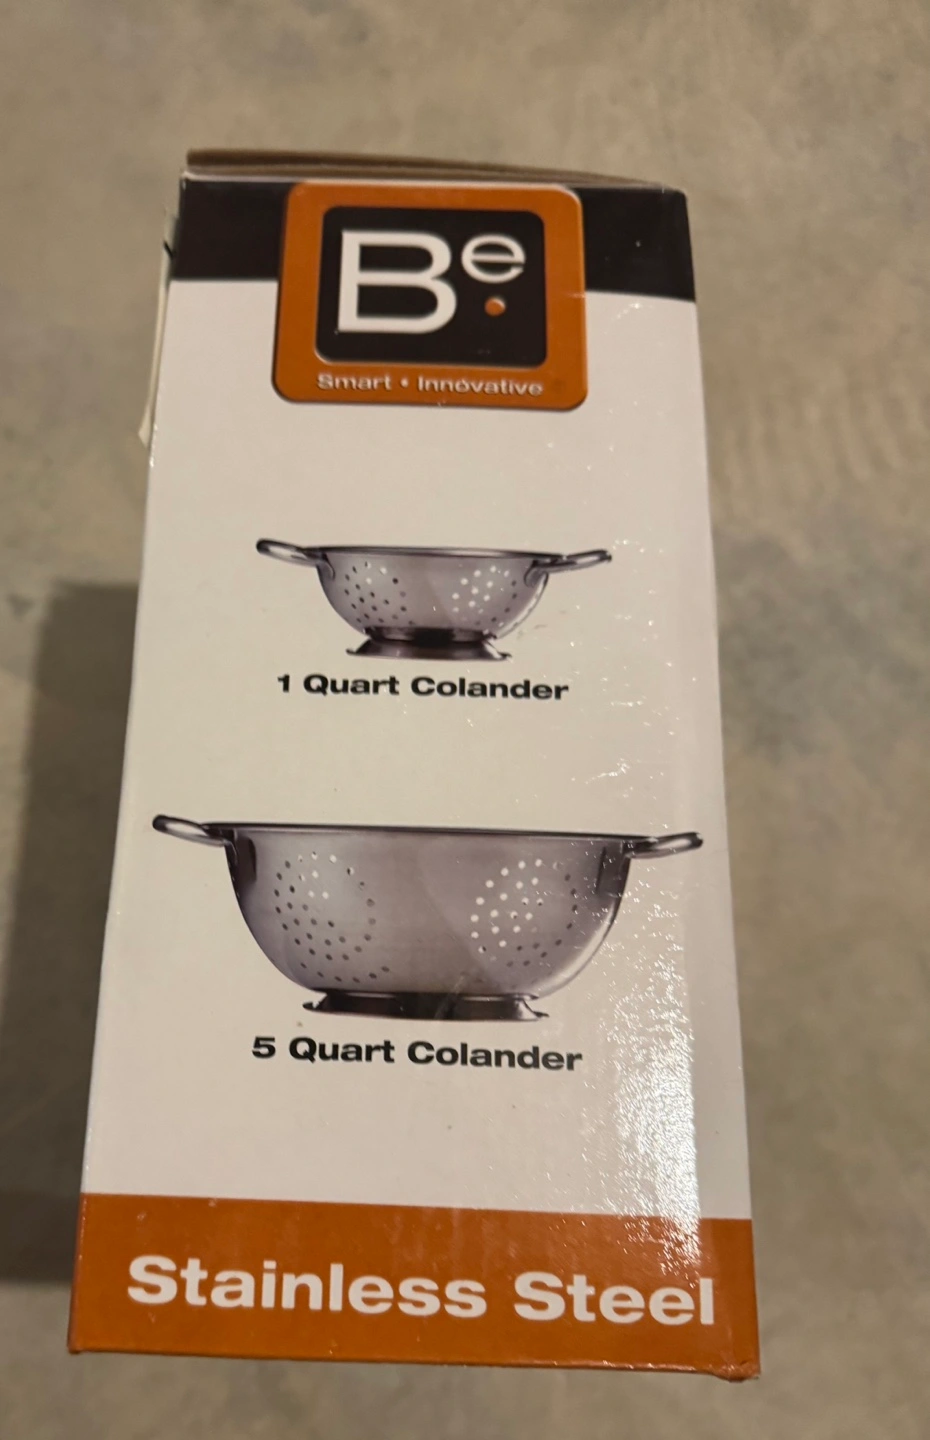 Be
Smart • Innovative
1 Quart Colander
5 Quart Colander
Stainless Steel